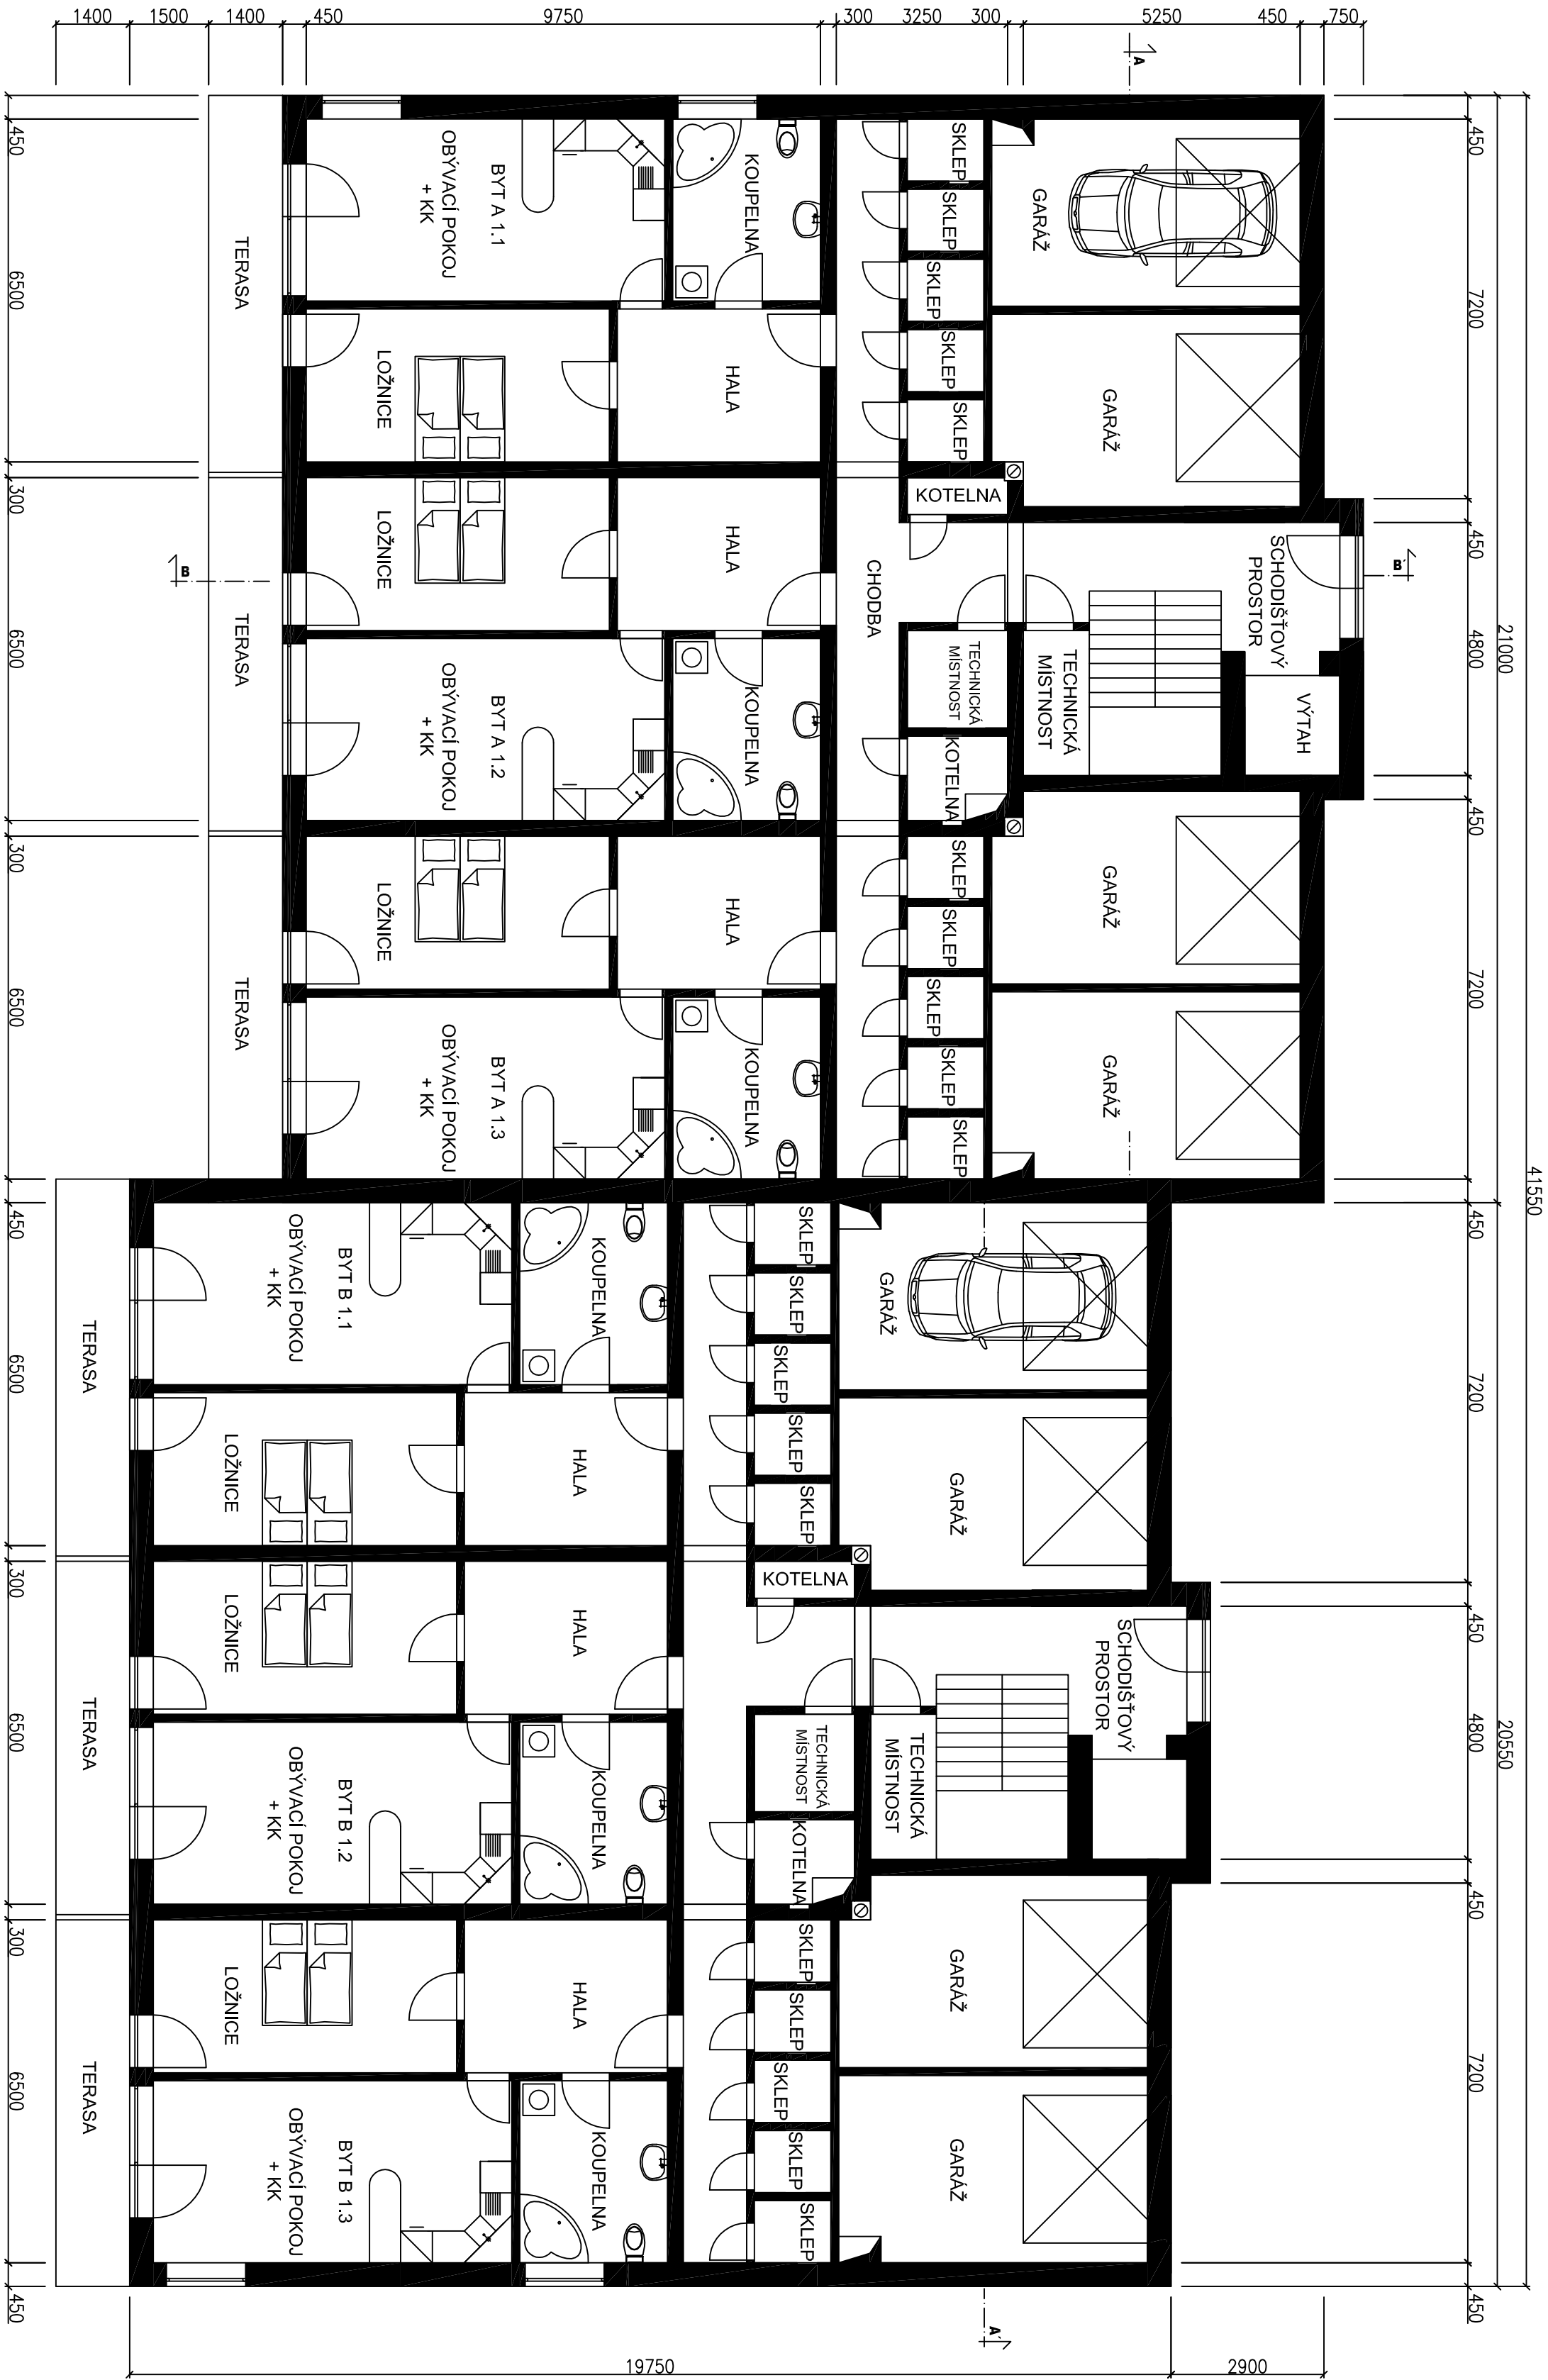 1400
1500
1400
450
9750
300
3250
300
5250
450
750
A
450
7200
450
4800
450
7200
450
7200
450
4800
450
7200
450
21000
20550
41550
SKLEP
SKLEP
SKLEP
SKLEP
SKLEP
GARÁŽ
GARÁŽ
KOTELNA
SCHODIŠŤOVÝ
PROSTOR
B´
VÝTAH
TECHNICKÁ
MÍSTNOST
TECHNICKÁ
MÍSTNOST
KOTELNA
CHODBA
GARÁŽ
GARÁŽ
SKLEP
SKLEP
SKLEP
SKLEP
SKLEP
KOUPELNA
BYT A 1.1
OBÝVACÍ POKOJ
+ KK
TERASA
HALA
LOŽNICE
HALA
LOŽNICE
B
TERASA
KOUPELNA
BYT A 1.2
OBÝVACÍ POKOJ
+ KK
HALA
LOŽNICE
TERASA
KOUPELNA
BYT A 1.3
OBÝVACÍ POKOJ
+ KK
SKLEP
SKLEP
SKLEP
SKLEP
SKLEP
GARÁŽ
GARÁŽ
KOTELNA
SCHODIŠŤOVÝ
PROSTOR
TECHNICKÁ
MÍSTNOST
TECHNICKÁ
MÍSTNOST
KOTELNA
GARÁŽ
GARÁŽ
SKLEP
SKLEP
SKLEP
SKLEP
SKLEP
KOUPELNA
BYT B 1.1
OBÝVACÍ POKOJ
+ KK
TERASA
HALA
LOŽNICE
HALA
LOŽNICE
TERASA
KOUPELNA
BYT B 1.2
OBÝVACÍ POKOJ
+ KK
HALA
LOŽNICE
TERASA
KOUPELNA
BYT B 1.3
OBÝVACÍ POKOJ
+ KK
A´
450
6500
300
6500
300
6500
450
6500
300
6500
300
6500
450
19750
2900